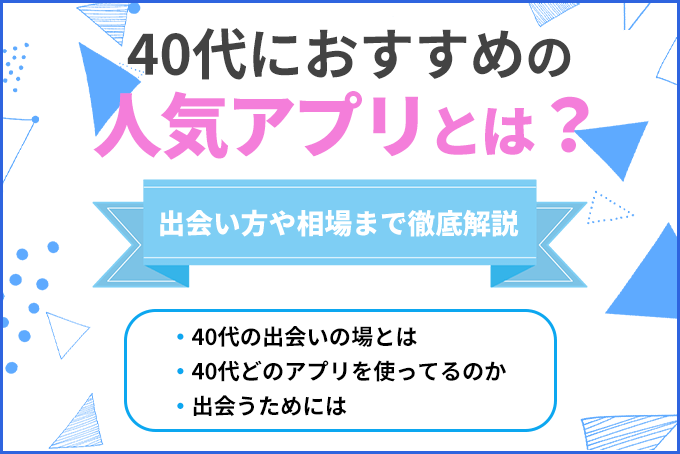 40代におすすめの
人気アプリとは？
出会い方や相場まで徹底解説
・40代の出会いの場とは
・40代どのアプリを使ってるのか
・出会うためには